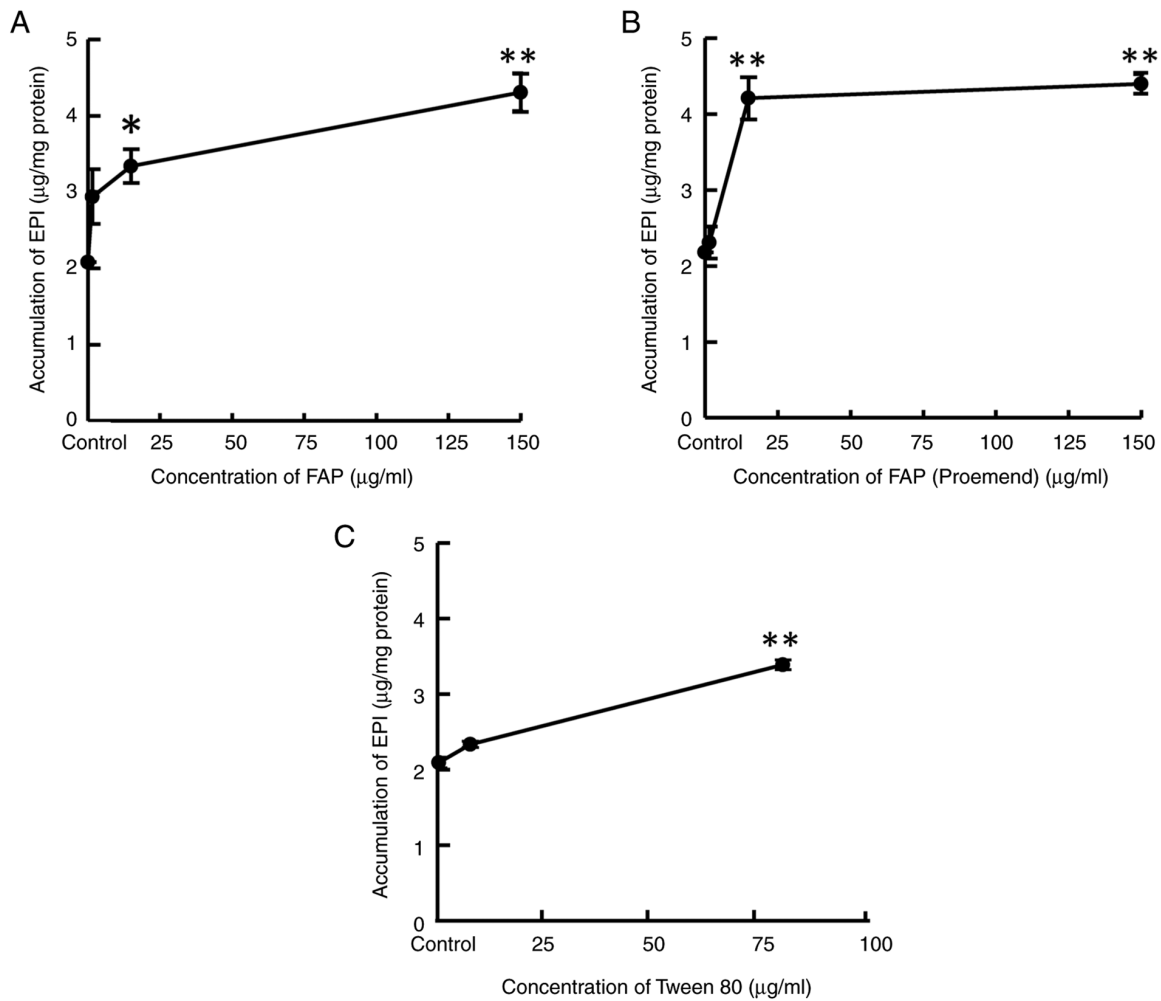 A
Accumulation of EPI (μg/mg protein)
5
4
3
2
1
0
*
**
Control 25 50 75 100 125 150
Concentration of FAP (μg/ml)
B
Accumulation of EPI (μg/mg protein)
5
4
3
2
1
0
**
**
Control 25 50 75 100 125 150
Concentration of FAP (Proemend) (μg/ml)
C
Accumulation of EPI (μg/mg protein)
5
4
3
2
1
0
**
Control 25 50 75 100
Concentration of Tween 80 (μg/ml)